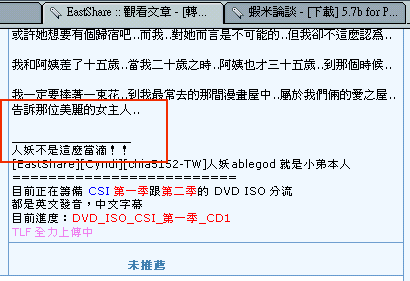 EastShare :: 觀看文章 - [轉...
蝦米論談 - [下載] 5.7b for P...
或許她想要有個歸宿吧..而我..對她而言是不可能的..但我卻不這麼認為..
我和阿姨差了十五歲..當我二十歲之時..阿姨也才三十五歲..到那個時候..
我一定要捧著一束花..到我最常去的那間漫畫屋中..屬於我們倆的愛之屋..
告訴那位美麗的女主人..
_________________
人妖不是這麼當滴！！
[EastShare][Cyndi][chia5152-TW]人妖ablegod 就是小弟本人
=========================
目前正在籌備 CSI 第一季跟第二季的 DVD ISO 分流
都是英文發音，中文字幕
目前進度：DVD_ISO_CSI_第一季_CD1
TLF 全力上傳中
未推薦